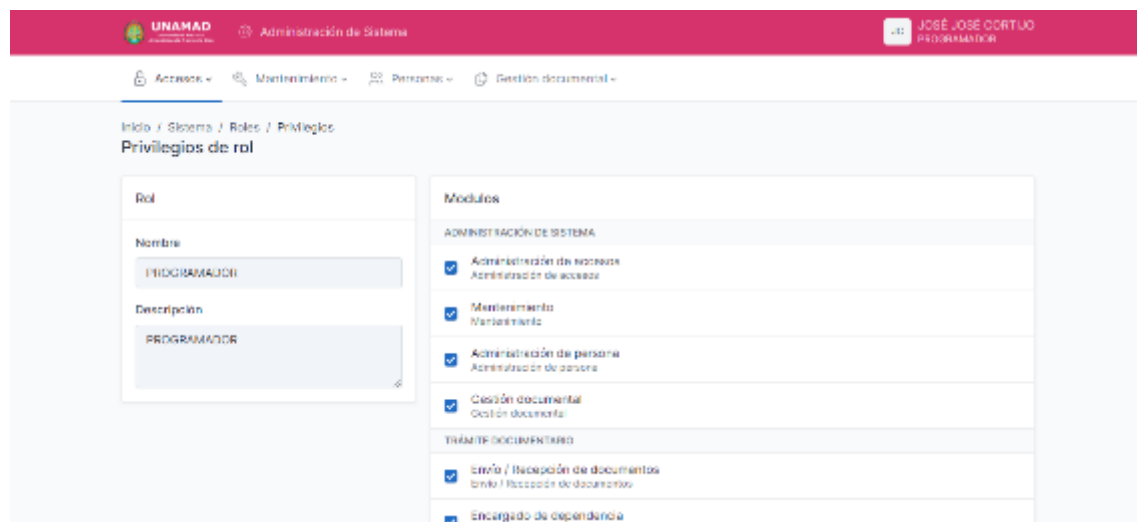 UNAMAD
Administración de Sistema
JOSÉ JOSÉ CORTIJO
PROGRAMADOR
Accesos
Mantenimiento
Personas
Gestión documental
Inicio / Sistema / Roles / Privilegios
Privilegios de rol
Rol
Nombre
PROGRAMADOR
Descripción
PROGRAMADOR
Modulos
ADMINISTRACIÓN DE SISTEMA
Administración de accesos
Administración de accesos
Mantenimiento
Mantenimiento
Administración de persona
Administración de persona
Gestión documental
Gestión documental
TRÁMITE DOCUMENTARIO
Envío / Recepción de documentos
Envío / Recepción de documentos
Encargado de dependencia